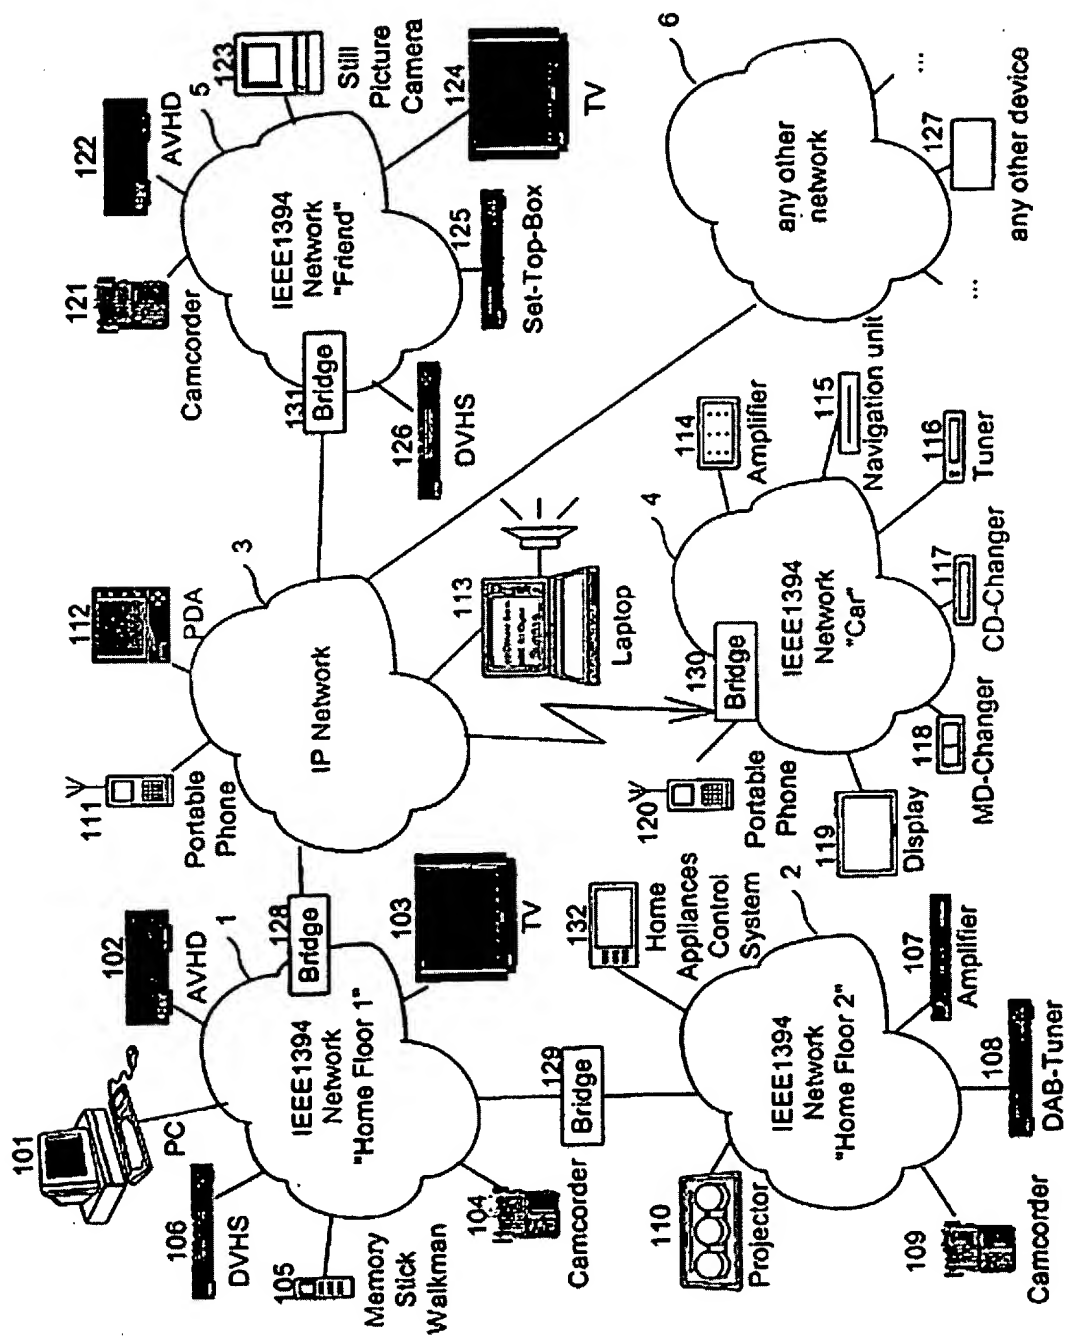 101
PC
102
AVHD
1
106
DVHS
105
Memory
Stick
Walkman
IEEE1394
Network
"Home Floor 1"
128
Bridge
103
TV
104
Camcorder
129
Bridge
111
Portable
Phone
112
PDA
3
IP Network
113
Laptop
121
Camcorder
122
AVHD
5
123
Still
Picture
Camera
124
TV
IEEE1394
Network
"Friend"
131
Bridge
125
Set-Top-Box
126
DVHS
132
Home
Appliances
Control
System
2
110
Projector
IEEE1394
Network
"Home Floor 2"
107
Amplifier
108
DAB-Tuner
109
Camcorder
120
Portable
Phone
130
Bridge
4
IEEE1394
Network
"Car"
114
Amplifier
115
Navigation unit
116
Tuner
117
CD-Changer
118
MD-Changer
119
Display
6
any other
network
...
127
any other device
...